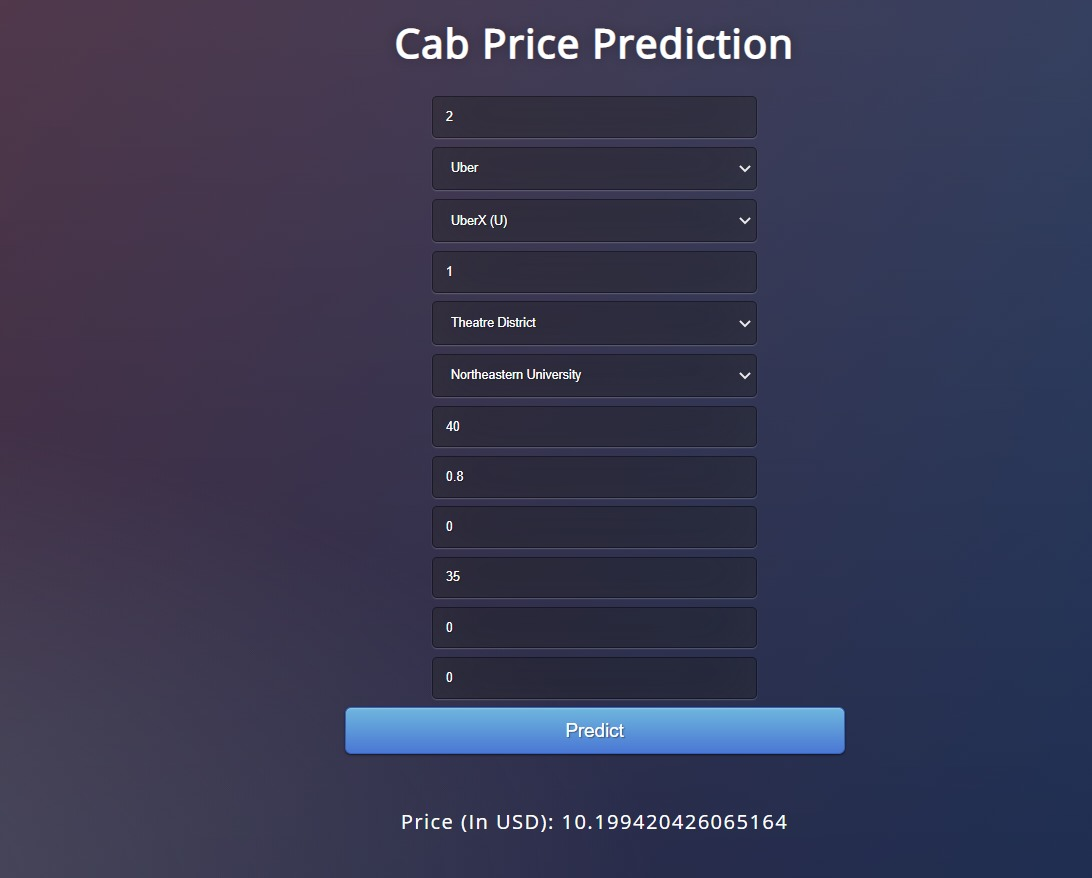 Cab Price Prediction
2
Uber
UberX (U)
1
Theatre District
Northeastern University
40
0.8
0
35
0
0
Predict
Price (In USD): 10.199420426065164